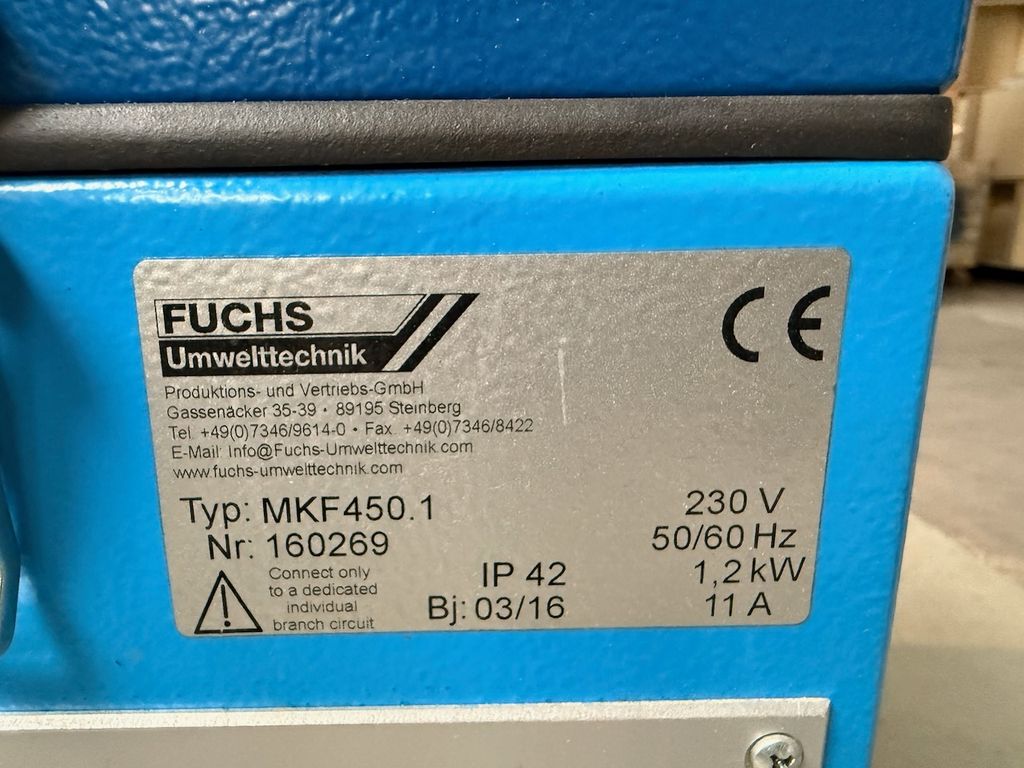 FUCHS
Umwelttechnik
Produktions- und Vertriebs-GmbH
Gassenäcker 35-39 • 89195 Steinberg
Tel. +49(0)7346/9614-0 • Fax. +49(0)7346/8422
E-Mail: Info@Fuchs-Umwelttechnik.com
www.fuchs-umwelttechnik.com
CE
Typ: MKF450.1
230 V
Nr: 160269
50/60 Hz
Connect only
to a dedicated
individual
branch circuit
IP 42
1,2 kW
Bj: 03/16
11 A